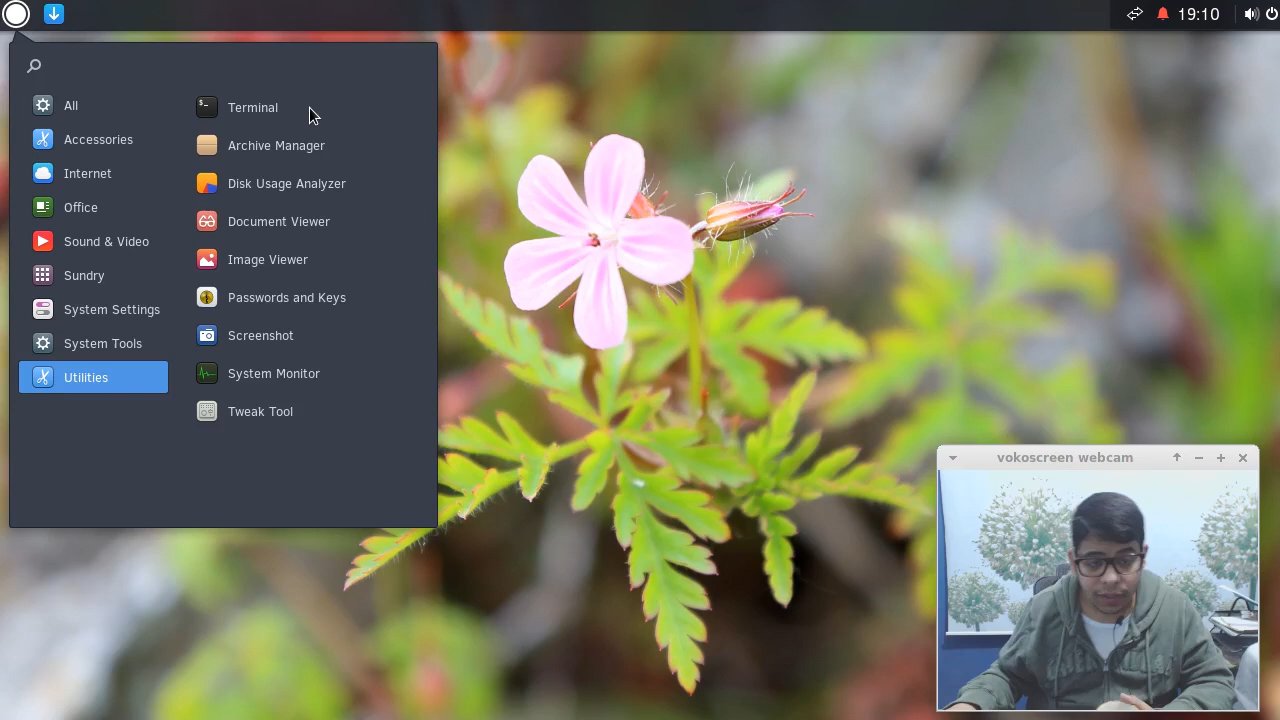 19:10
All
Accessories
Internet
Office
Sound & Video
Sundry
System Settings
System Tools
Utilities
$-
Terminal
Archive Manager
Disk Usage Analyzer
Document Viewer
Image Viewer
Passwords and Keys
Screenshot
System Monitor
Tweak Tool
vokoscreen webcam